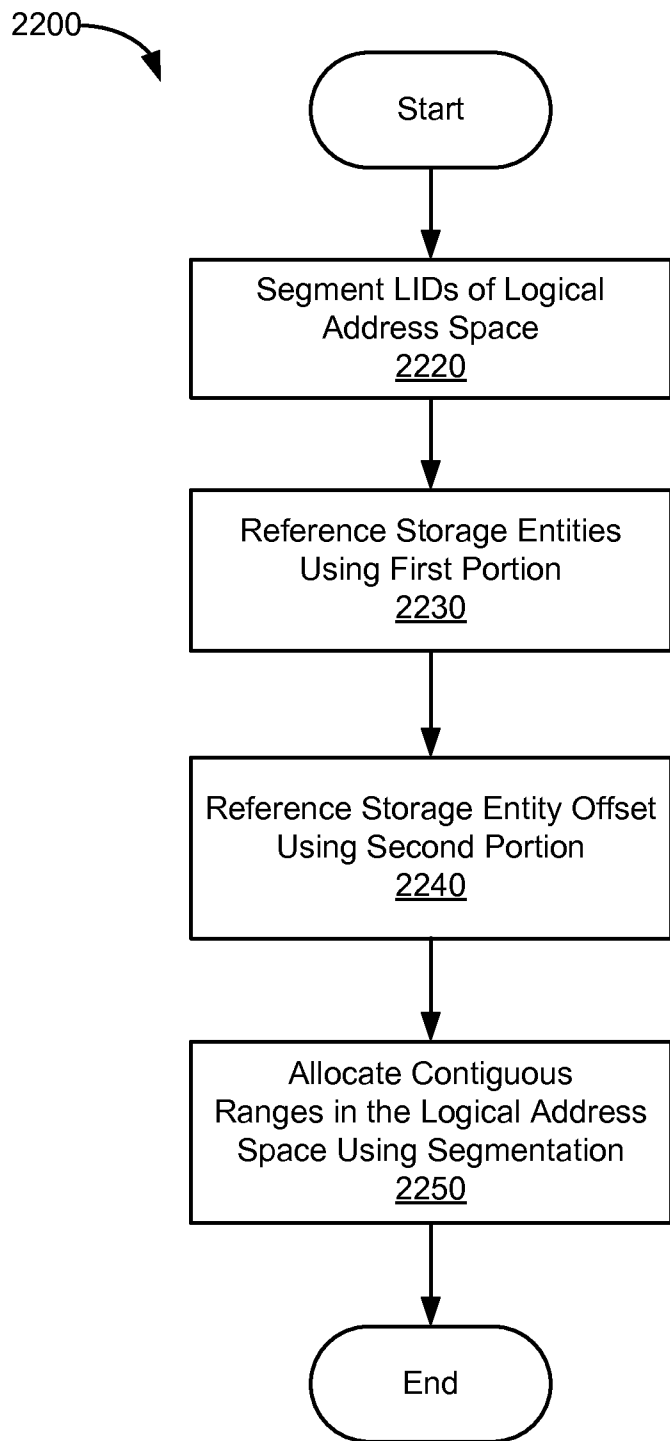 2200
Start
Segment LIDs of Logical
Address Space
2220
Reference Storage Entities
Using First Portion
2230
Reference Storage Entity Offset
Using Second Portion
2240
Allocate Contiguous
Ranges in the Logical Address
Space Using Segmentation
2250
End